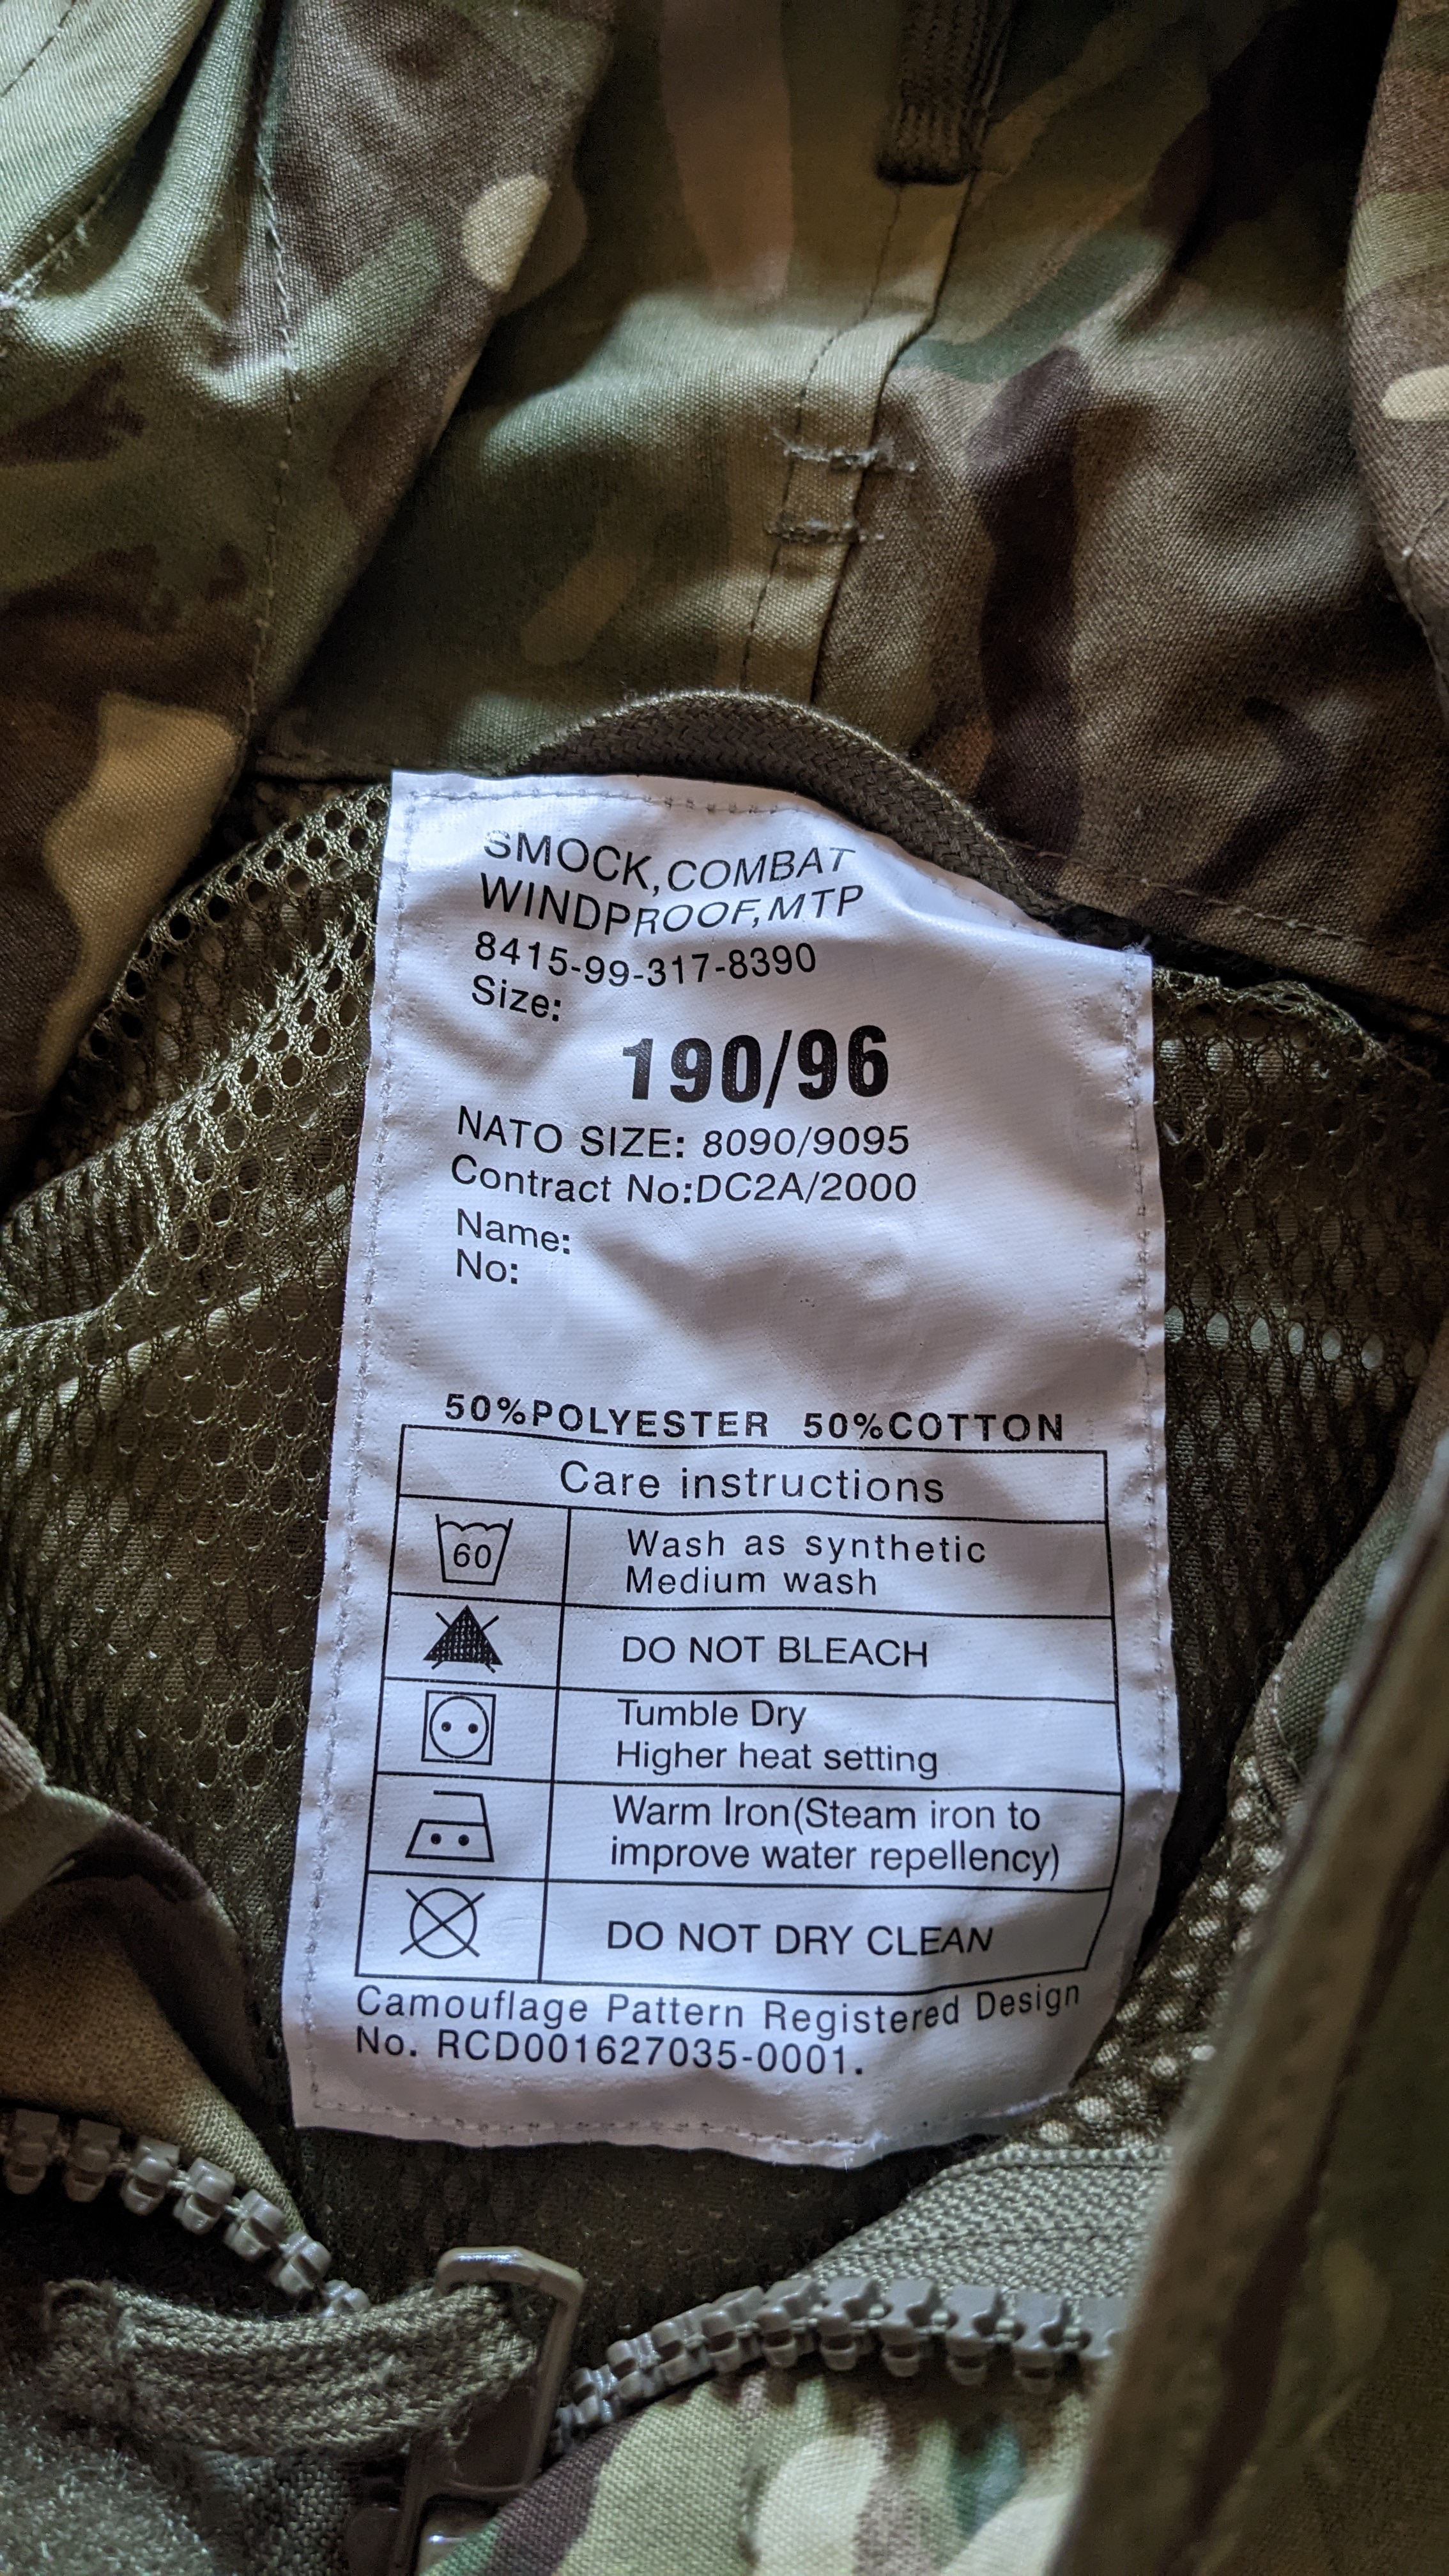 SMOCK,COMBAT
WINDPROOF,MTP
8415-99-317-8390
Size:
190/96
NATO SIZE: 8090/9095
Contract No:DC2A/2000
Name:
No:
50%POLYESTER 50%COTTON
Care instructions
60
Wash as synthetic
Medium wash
DO NOT BLEACH
Tumble Dry
Higher heat setting
Warm Iron(Steam iron to
improve water repellency)
DO NOT DRY CLEAN
Camouflage Pattern Registered Design
No. RCD001627035-0001.